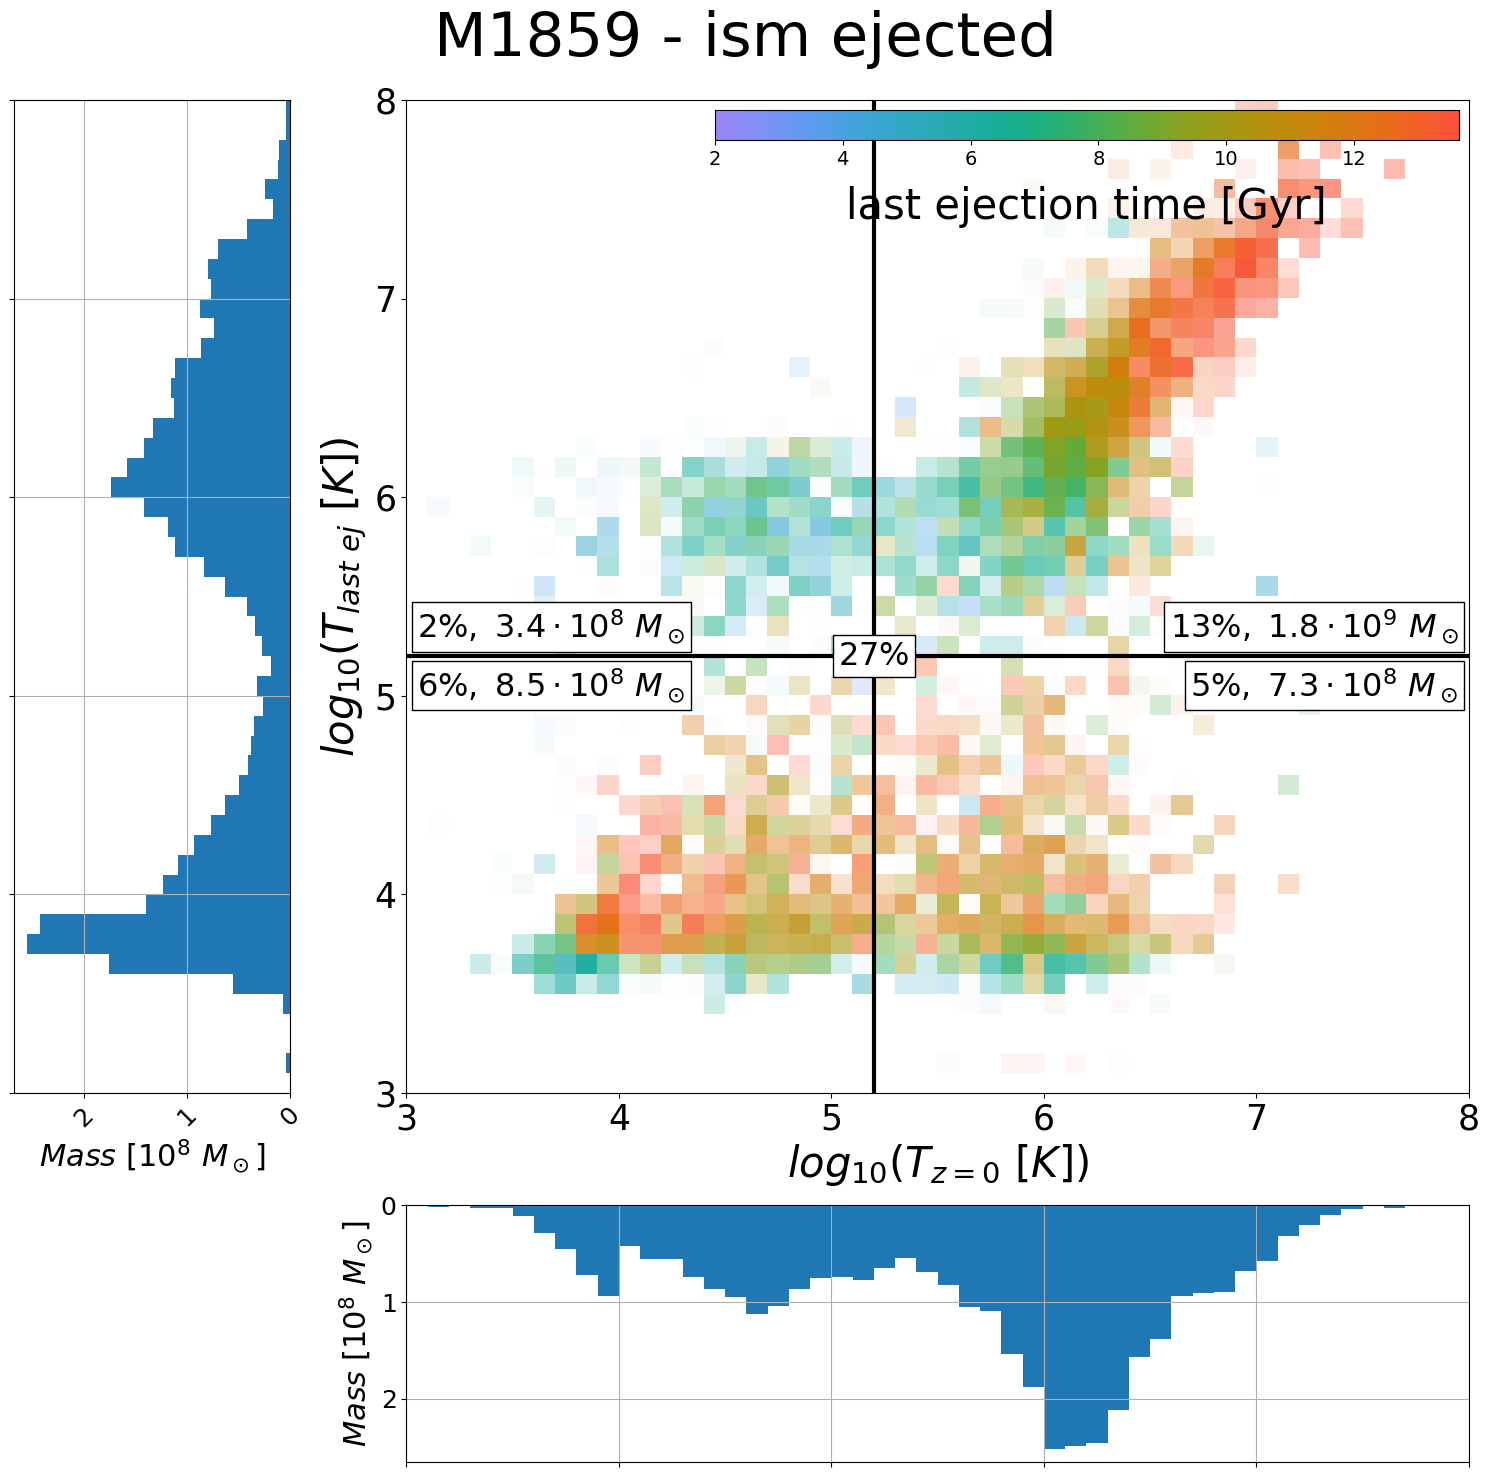 M1859 - ism ejected
8
7
6
5
4
3
log₁₀(T_last ej [K])
2 4 6 8 10 12
last ejection time [Gyr]
2%, 3.4 · 10⁸ M⊙
13%, 1.8 · 10⁹ M⊙
27%
6%, 8.5 · 10⁸ M⊙
5%, 7.3 · 10⁸ M⊙
2 1 0
Mass [10⁸ M⊙]
3 4 5 6 7 8
log₁₀(T_z=0 [K])
0
1
2
Mass [10⁸ M⊙]